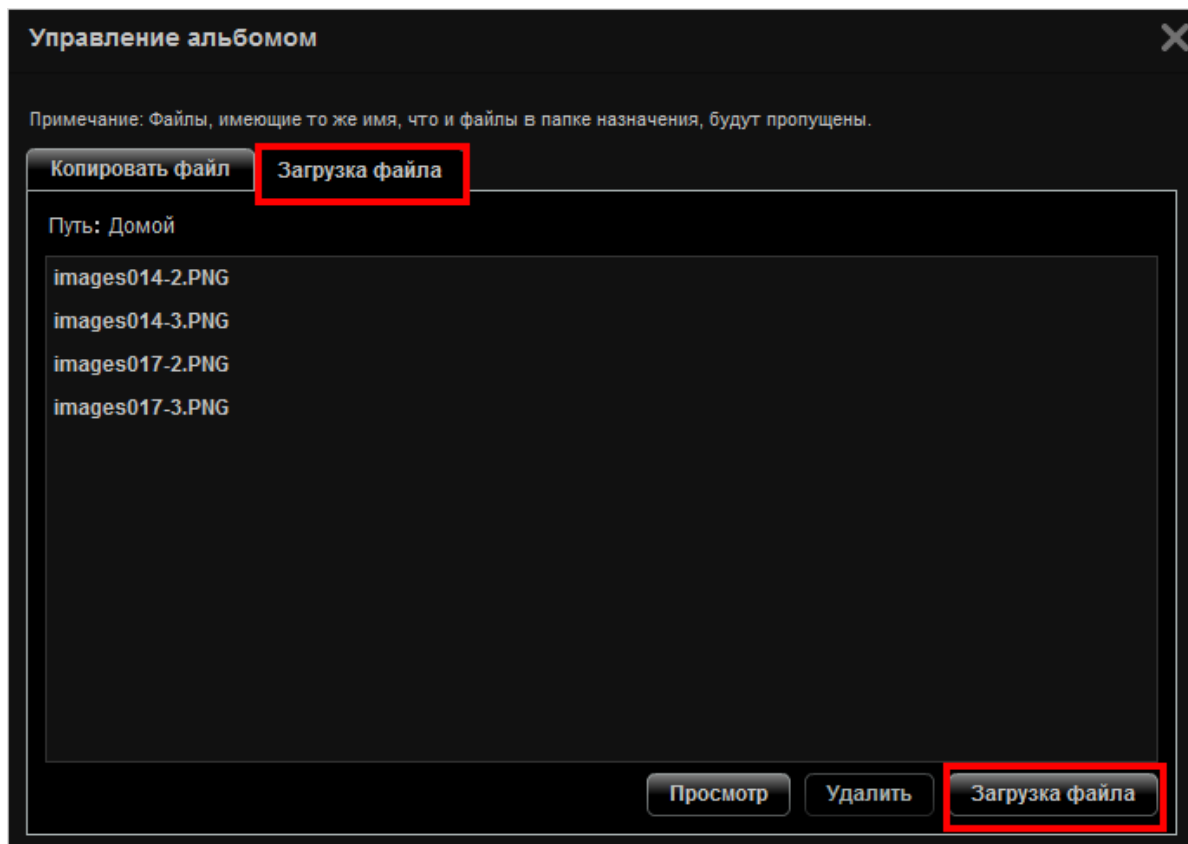 Управление альбомом
Примечание: Файлы, имеющие то же имя, что и файлы в папке назначения, будут пропущены.
Копировать файл Загрузка файла
Путь: Домой
images014-2.PNG
images014-3.PNG
images017-2.PNG
images017-3.PNG
Просмотр Удалить Загрузка файла